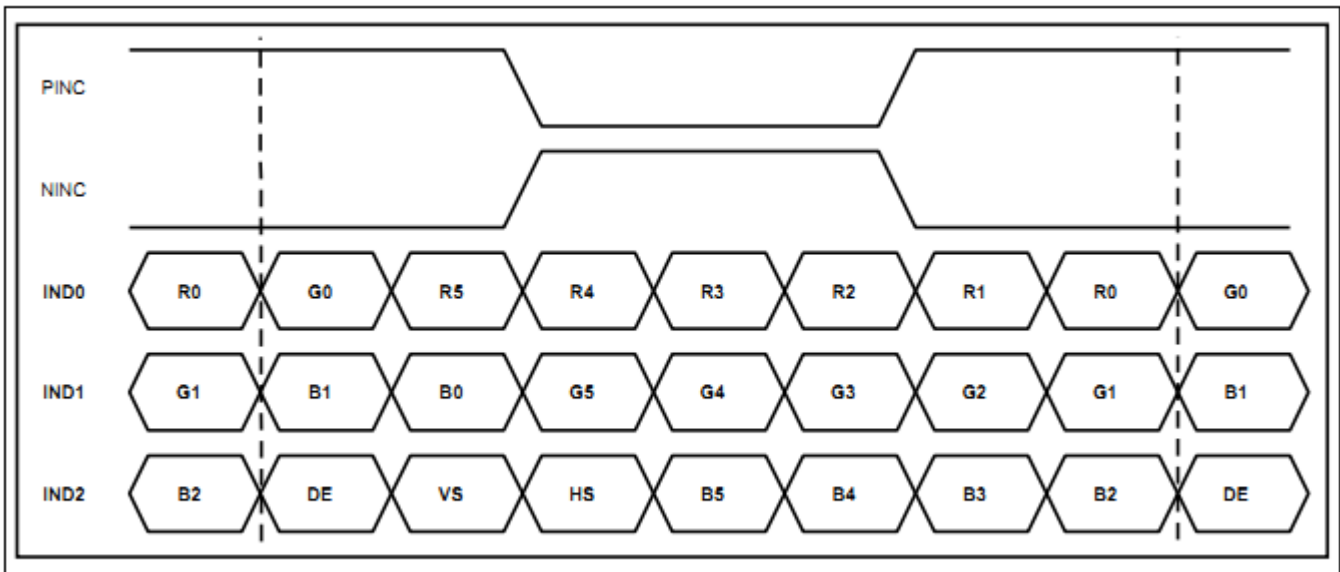 PINC
NINC
IND0 R0 G0 R5 R4 R3 R2 R1 R0 G0
IND1 G1 B1 B0 G5 G4 G3 G2 G1 B1
IND2 B2 DE VS HS B5 B4 B3 B2 DE